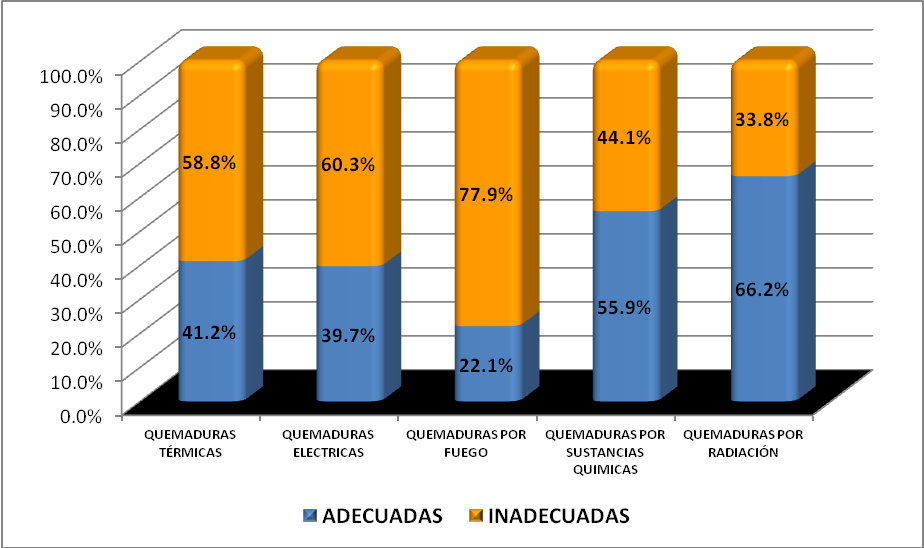 100.0%
90.0%
80.0%
70.0%
60.0%
50.0%
40.0%
30.0%
20.0%
10.0%
0.0%
58.8%
60.3%
77.9%
44.1%
33.8%
41.2%
39.7%
22.1%
55.9%
66.2%
QUEMADURAS
TÉRMICAS
QUEMADURAS
ELECTRICAS
QUEMADURAS POR
FUEGO
QUEMADURAS POR
SUSTANCIAS
QUIMICAS
QUEMADURAS POR
RADIACIÓN
ADECUADAS
INADECUADAS